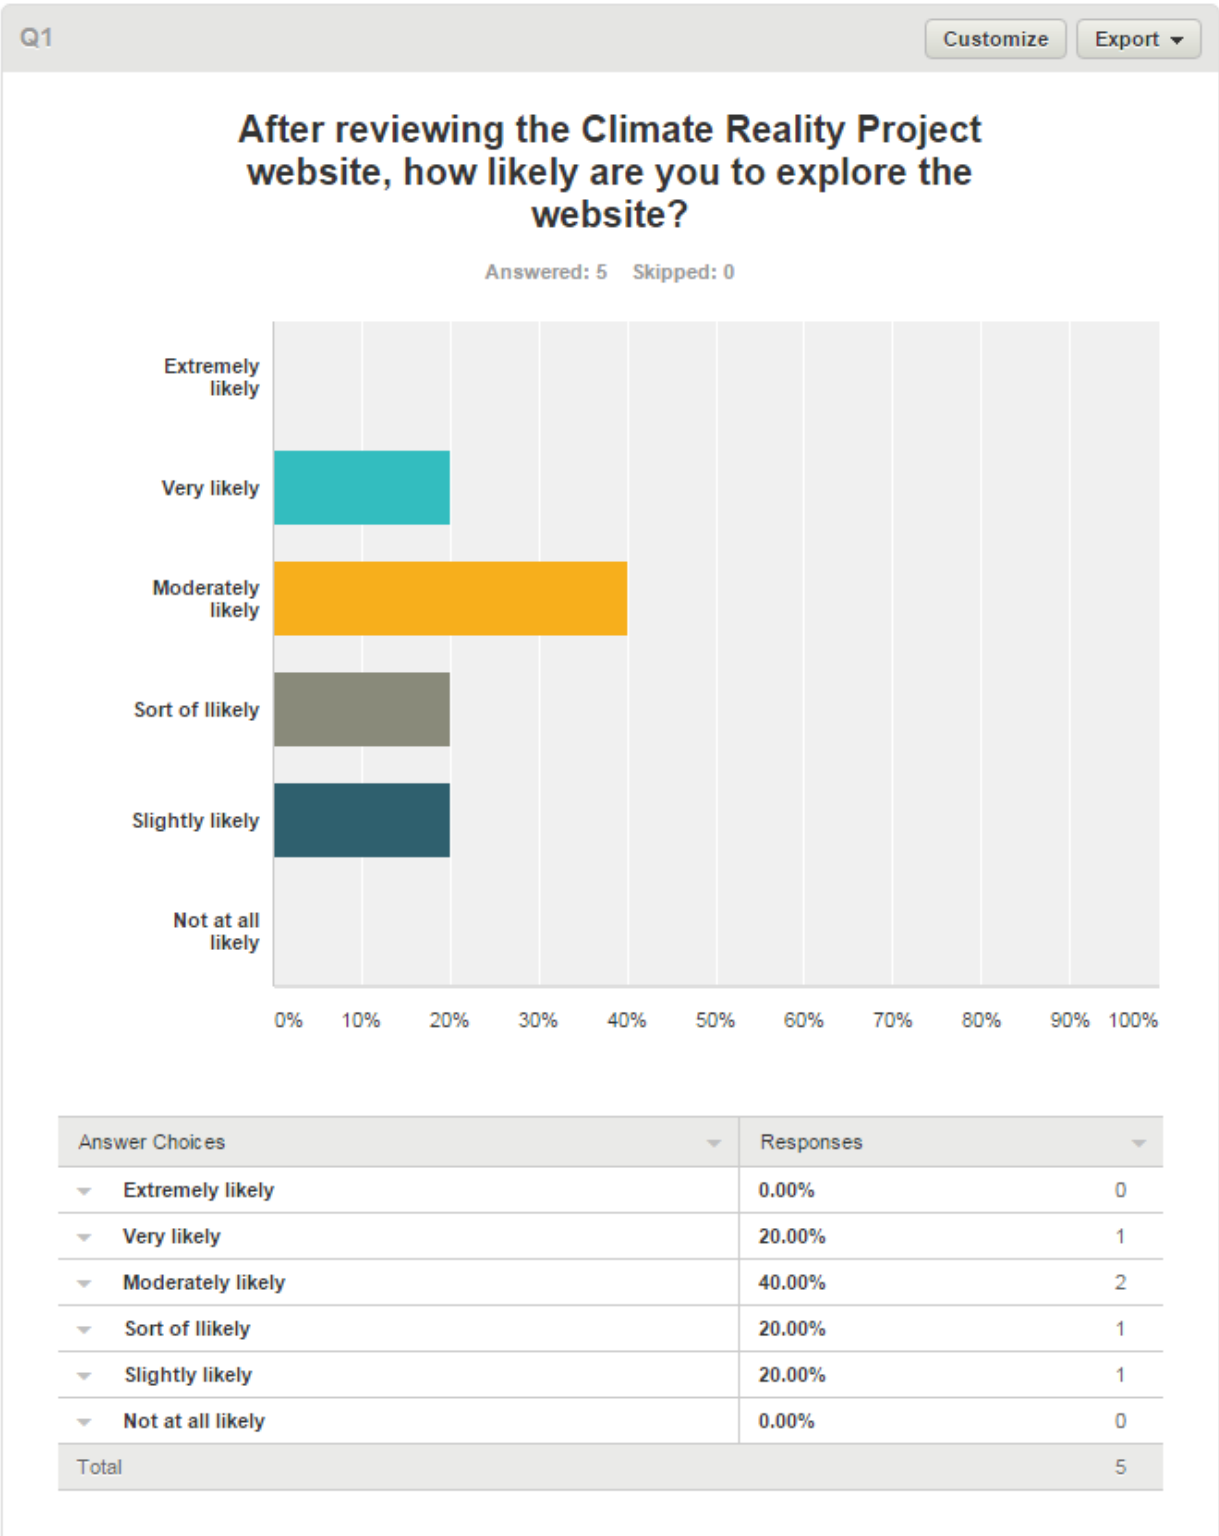 Q1
Customize
Export
After reviewing the Climate Reality Project
website, how likely are you to explore the
website?
Answered: 5 Skipped: 0
Extremely
likely
Very likely
Moderately
likely
Sort of llikely
Slightly likely
Not at all
likely
0% 10% 20% 30% 40% 50% 60% 70% 80% 90% 100%
Answer Choices Responses
Extremely likely 0.00% 0
Very likely 20.00% 1
Moderately likely 40.00% 2
Sort of llikely 20.00% 1
Slightly likely 20.00% 1
Not at all likely 0.00% 0
Total 5